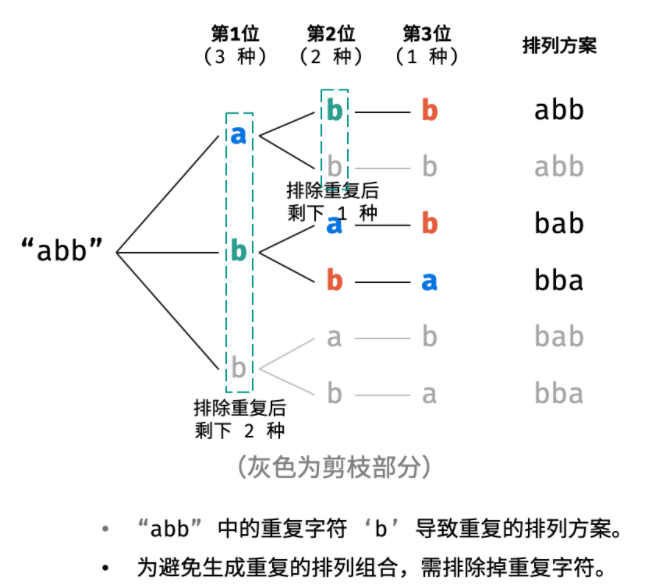 第1位 第2位 第3位 排列方案
（3 种） （2 种） （1 种）
b b abb
a
b b abb
排除重复后
剩下 1 种
a b bab
“abb” b
b a bba
a b bab
b
b a bba
排除重复后
剩下 2 种
（灰色为剪枝部分）
• “abb” 中的重复字符 ‘b’ 导致重复的排列方案。
• 为避免生成重复的排列组合，需排除掉重复字符。